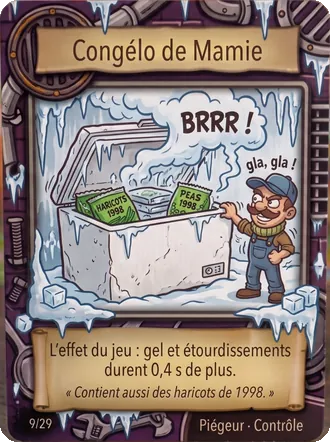 Congélo de Mamie
BRRR !
gla, gla !
HARICOTS
1998
PEAS
1998
L'effet du jeu : gel et étourdissements
durent 0,4 s de plus.
« Contient aussi des haricots de 1998. »
9/29
Piégeur · Contrôle